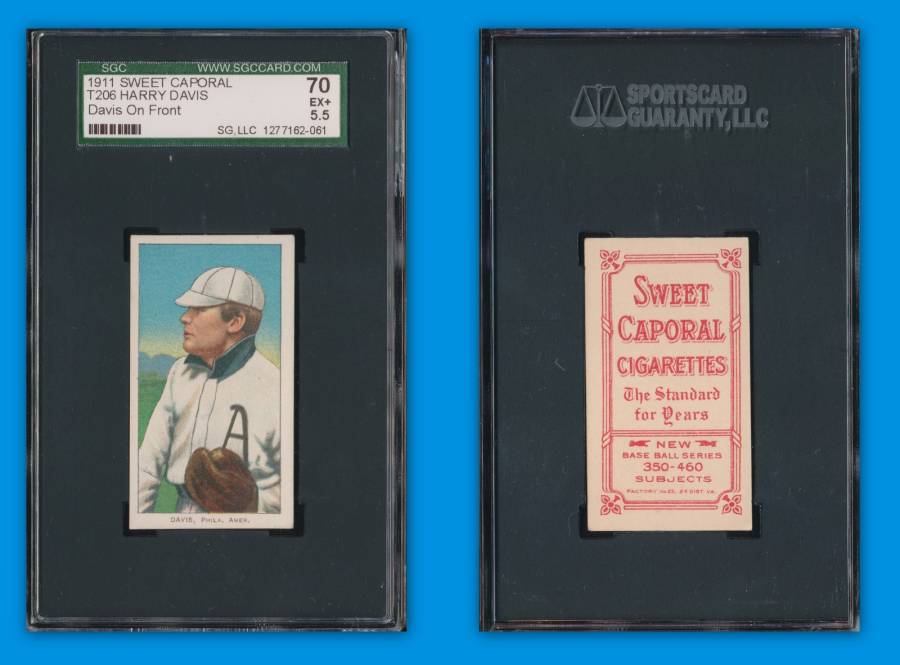 SGC WWW.SGCCARD.COM
1911 SWEET CAPORAL 70
T206 HARRY DAVIS EX+
Davis On Front 5.5
SG,LLC 1277162-061
A
DAVIS, PHILA. AMER.
SPORTSCARD
GUARANTY,LLC
SWEET
CAPORAL
CIGARETTES
The Standard
for Years
NEW
BASE BALL SERIES
350-460
SUBJECTS
FACTORY No 25, 2d DIST. VA.